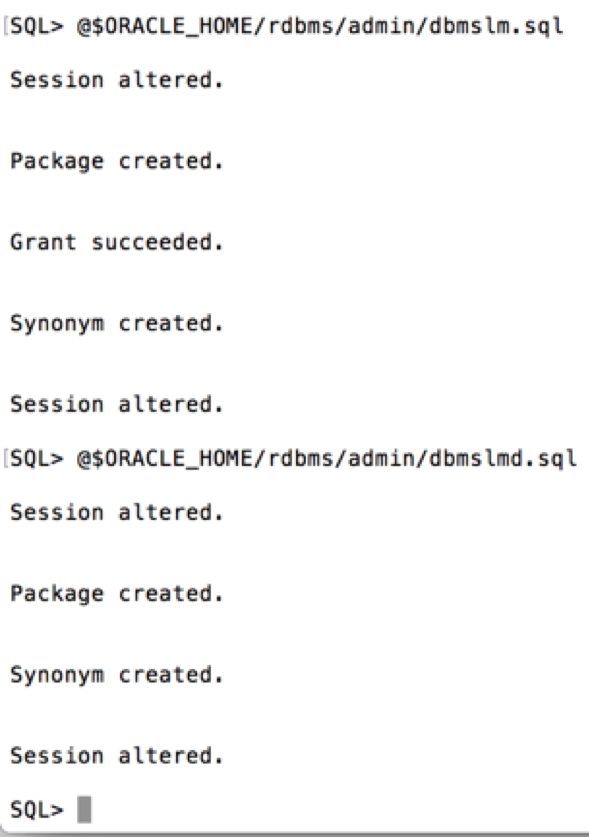 SQL> @$ORACLE_HOME/rdbms/admin/dbmslm.sql
Session altered.
Package created.
Grant succeeded.
Synonym created.
Session altered.
SQL> @$ORACLE_HOME/rdbms/admin/dbmslmd.sql
Session altered.
Package created.
Synonym created.
Session altered.
SQL>